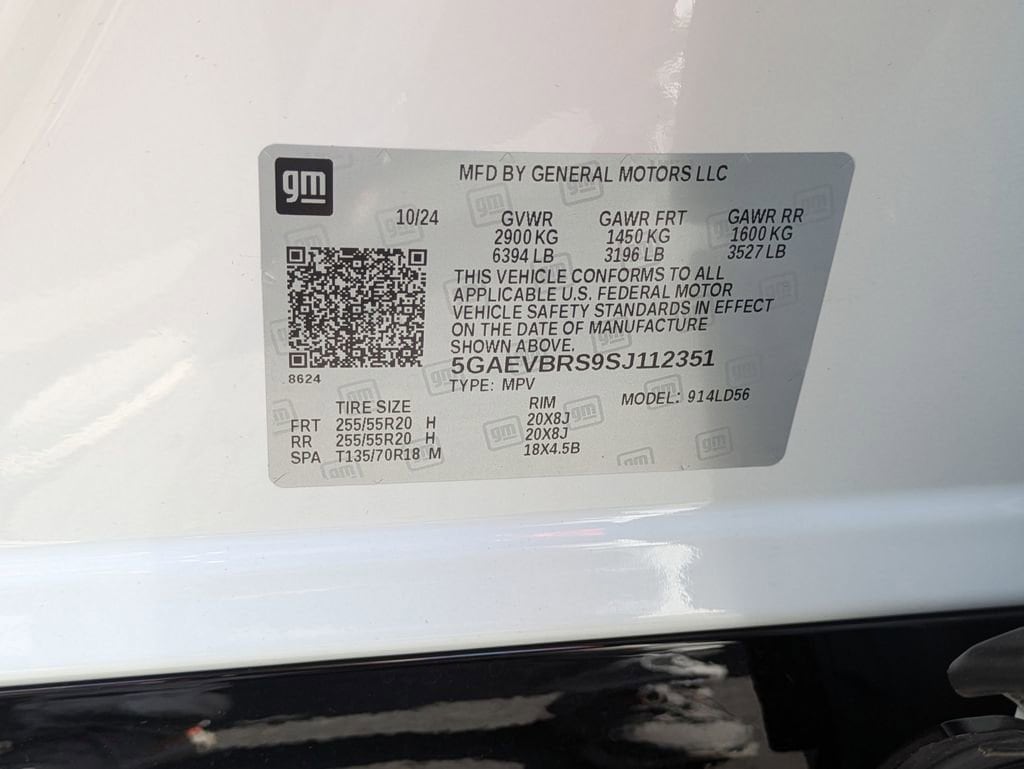 gm
MFD BY GENERAL MOTORS LLC
10/24 GVWR GAWR FRT GAWR RR
2900 KG 1450 KG 1600 KG
6394 LB 3196 LB 3527 LB
THIS VEHICLE CONFORMS TO ALL
APPLICABLE U.S. FEDERAL MOTOR
VEHICLE SAFETY STANDARDS IN EFFECT
ON THE DATE OF MANUFACTURE
SHOWN ABOVE.
5GAEVBRS9SJ112351
8624
TYPE: MPV MODEL: 914LD56
TIRE SIZE RIM
FRT 255/55R20 H 20X8J
RR 255/55R20 H 20X8J
SPA T135/70R18 M 18X4.5B